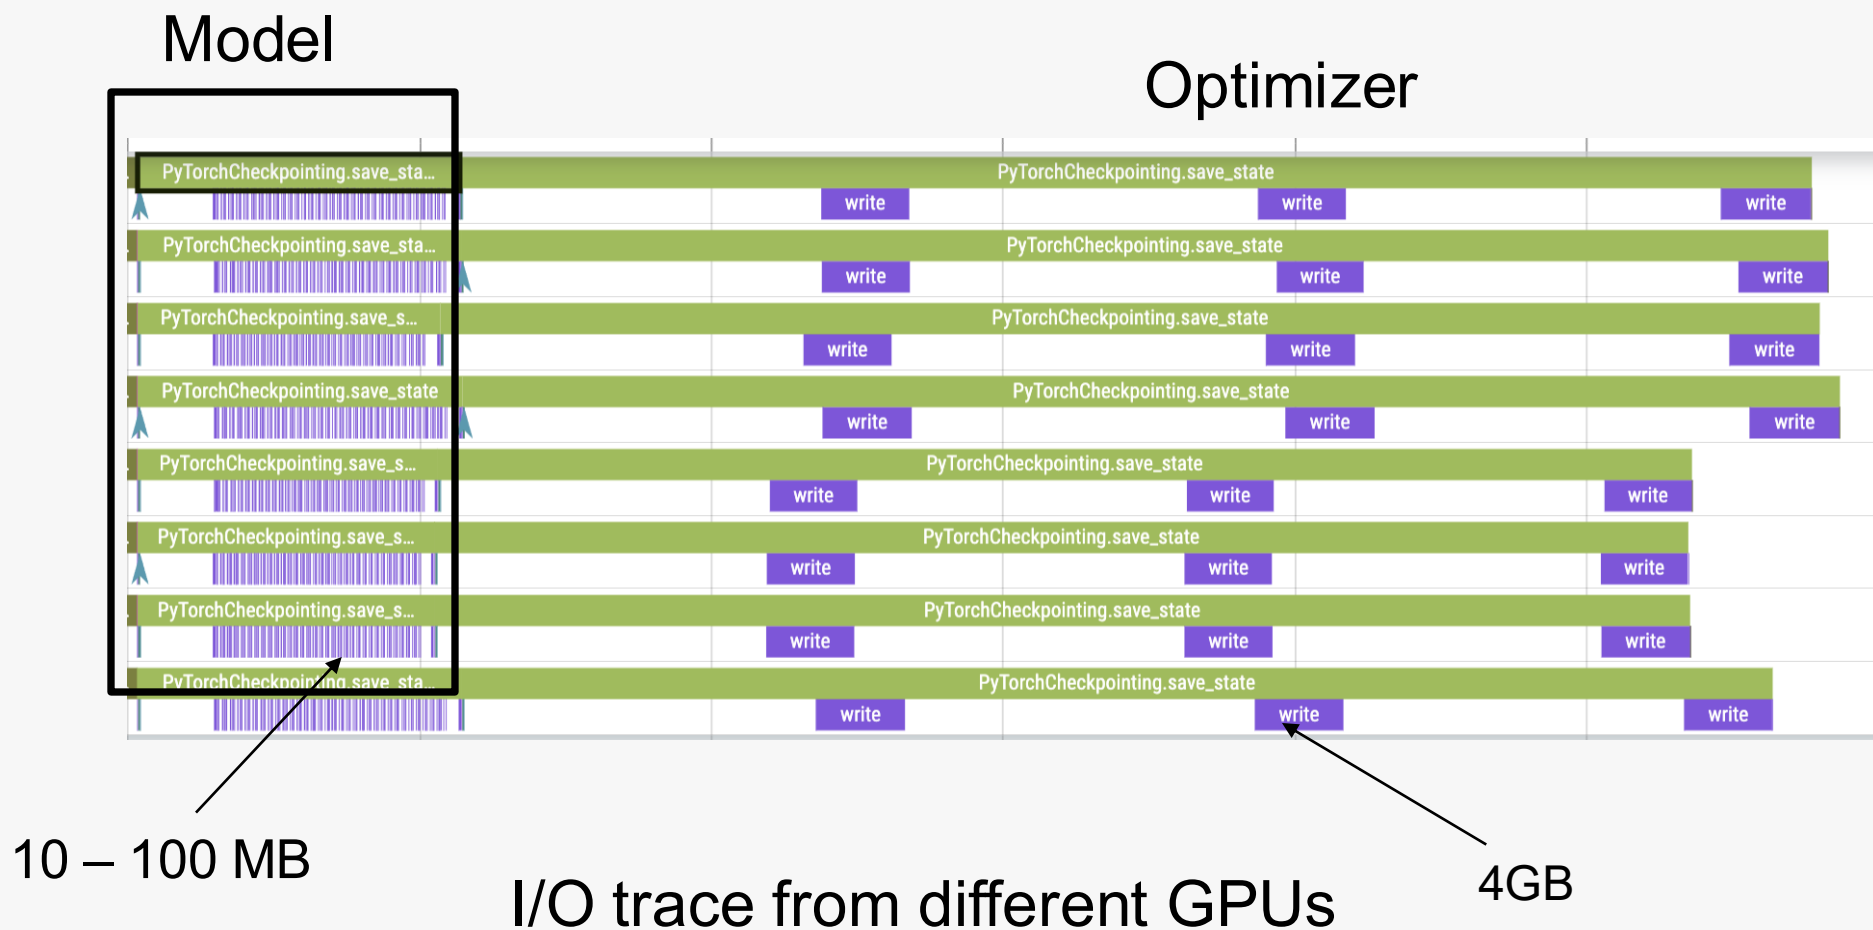 Model
Optimizer
PyTorchCheckpointing.save_sta... PyTorchCheckpointing.save_state
write write write
PyTorchCheckpointing.save_sta... PyTorchCheckpointing.save_state
write write write
PyTorchCheckpointing.save_s... PyTorchCheckpointing.save_state
write write write
PyTorchCheckpointing.save_state PyTorchCheckpointing.save_state
write write write
PyTorchCheckpointing.save_s... PyTorchCheckpointing.save_state
write write write
PyTorchCheckpointing.save_s... PyTorchCheckpointing.save_state
write write write
PyTorchCheckpointing.save_s... PyTorchCheckpointing.save_state
write write write
PyTorchCheckpointing.save_sta... PyTorchCheckpointing.save_state
write write write
10 – 100 MB
4GB
I/O trace from different GPUs